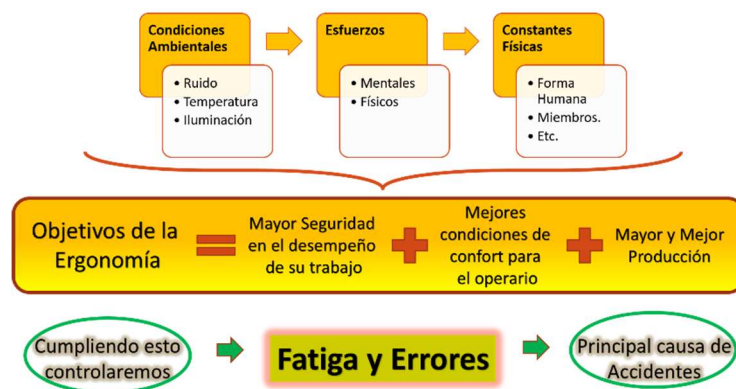 Condiciones
Ambientales
• Ruido
• Temperatura
• Iluminación
Esfuerzos
• Mentales
• Físicos
Constantes
Físicas
• Forma
Humana
• Miembros.
• Etc.
Objetivos de la
Ergonomía
=
Mayor Seguridad
en el desempeño
de su trabajo
+
Mejores
condiciones de
confort para
el operario
+
Mayor y Mejor
Producción
Cumpliendo esto
controlaremos
Fatiga y Errores
Principal causa de
Accidentes